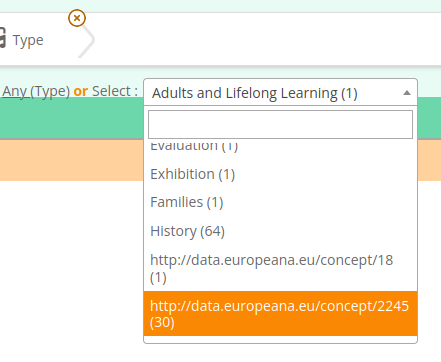 Type
Any (Type) or Select :
Adults and Lifelong Learning (1)
Evaluation (1)
Exhibition (1)
Families (1)
History (64)
http://data.europeana.eu/concept/18
(1)
http://data.europeana.eu/concept/2245
(30)